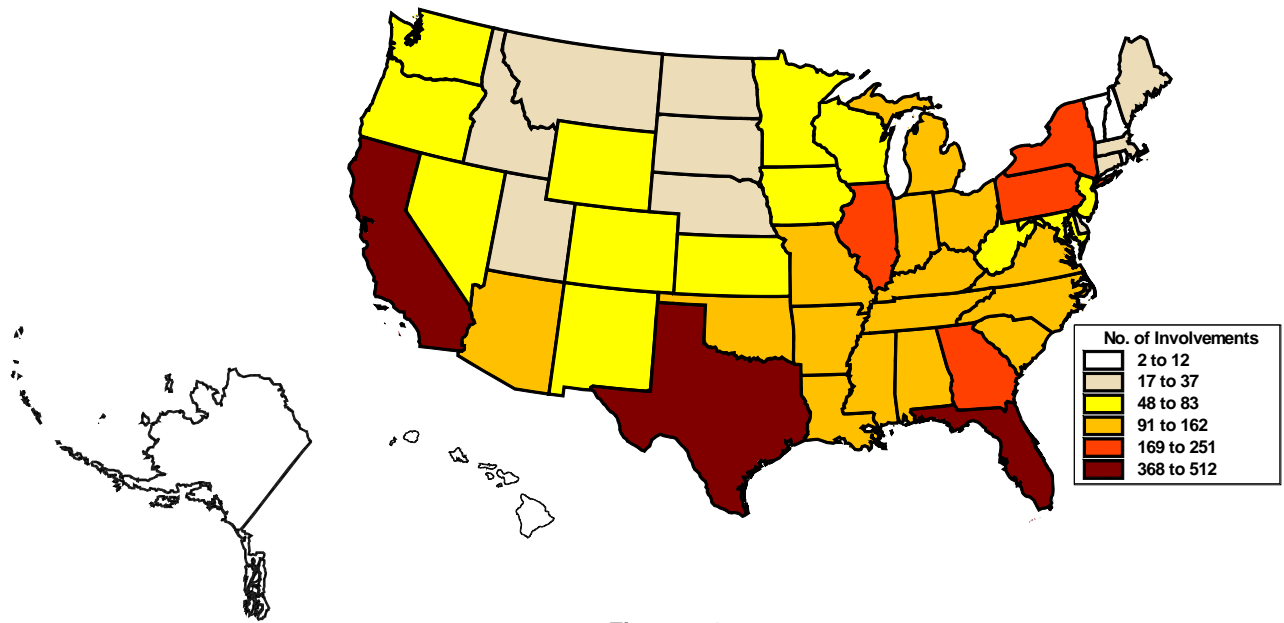 No. of Involvements
2 to 12
17 to 37
48 to 83
91 to 162
169 to 251
368 to 512